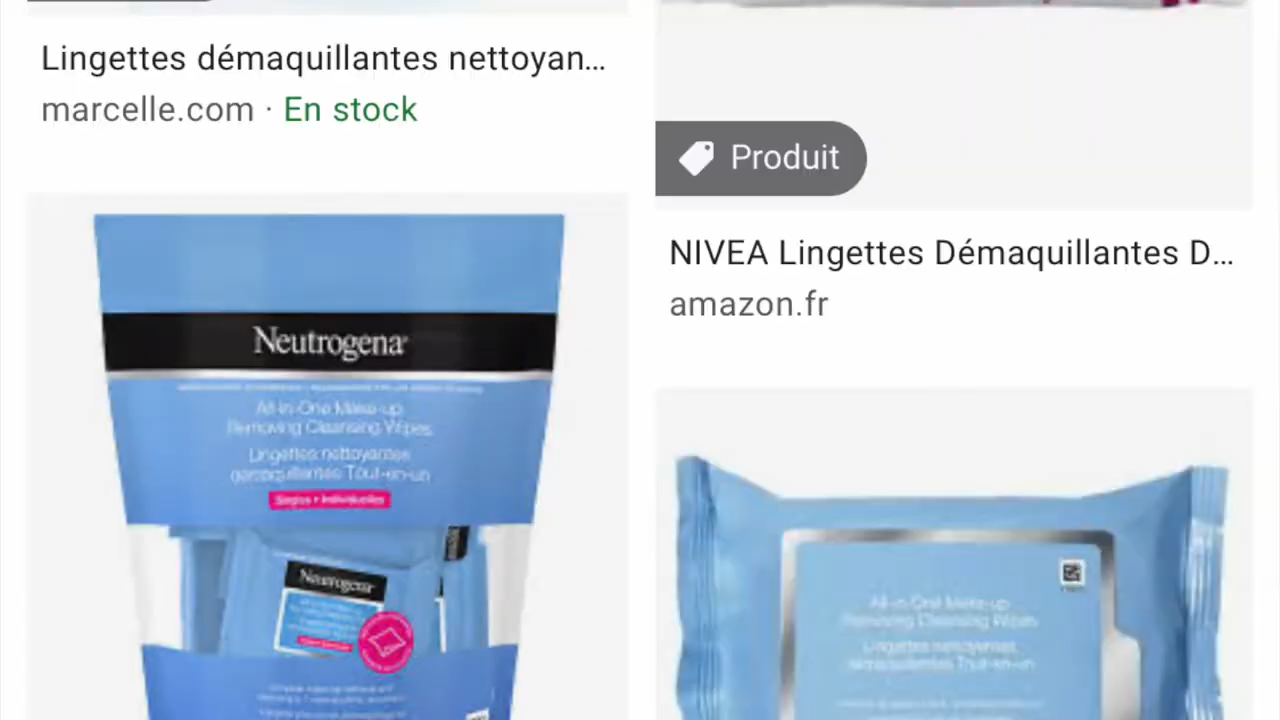 Lingettes démaquillantes nettoyan...
marcelle.com · En stock
Produit
NIVEA Lingettes Démaquillantes D...
amazon.fr
Neutrogena
All-in-One Make-up
Removing Cleansing Wipes
Lingettes nettoyantes
démaquillantes Tout-en-un
Singles • Individuelles
Neutrogena
All-in-One Make-up
Removing Cleansing Wipes
Lingettes nettoyantes
démaquillantes Tout-en-un